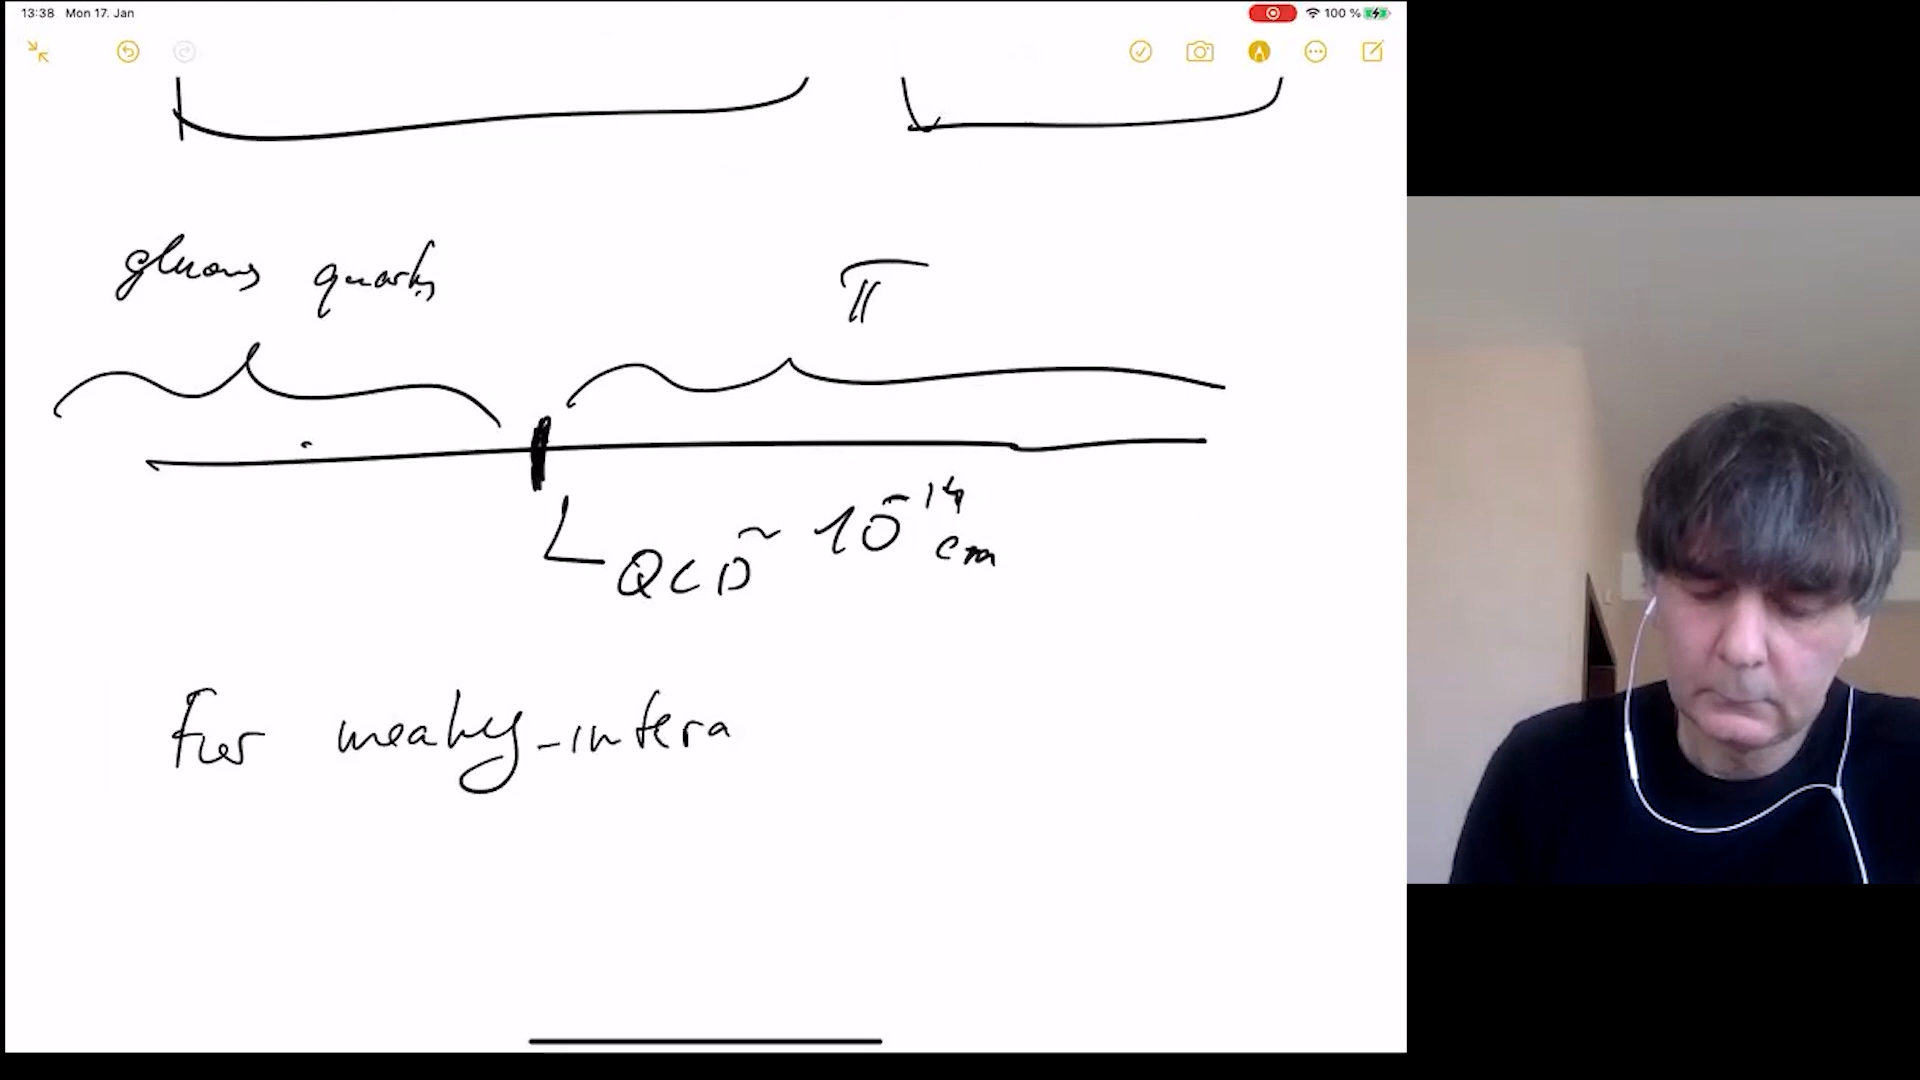 13:38 Mon 17. Jan 100 %
gluons quarks π
L_QCD ~ 10^-14 cm
For weakly-intera